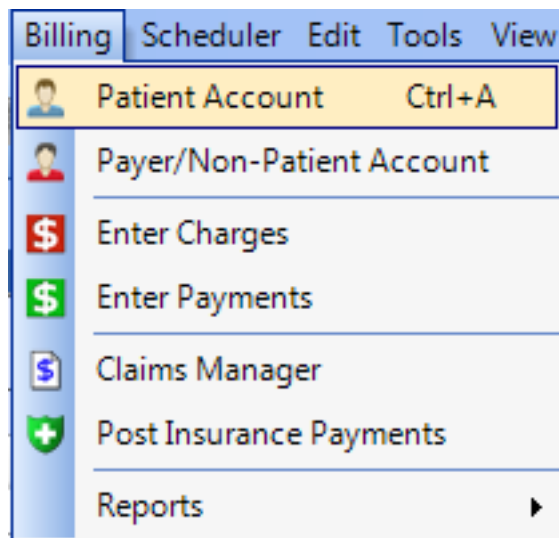 Billing Scheduler Edit Tools View
Patient Account Ctrl+A
Payer/Non-Patient Account
$ Enter Charges
$ Enter Payments
$ Claims Manager
Post Insurance Payments
Reports